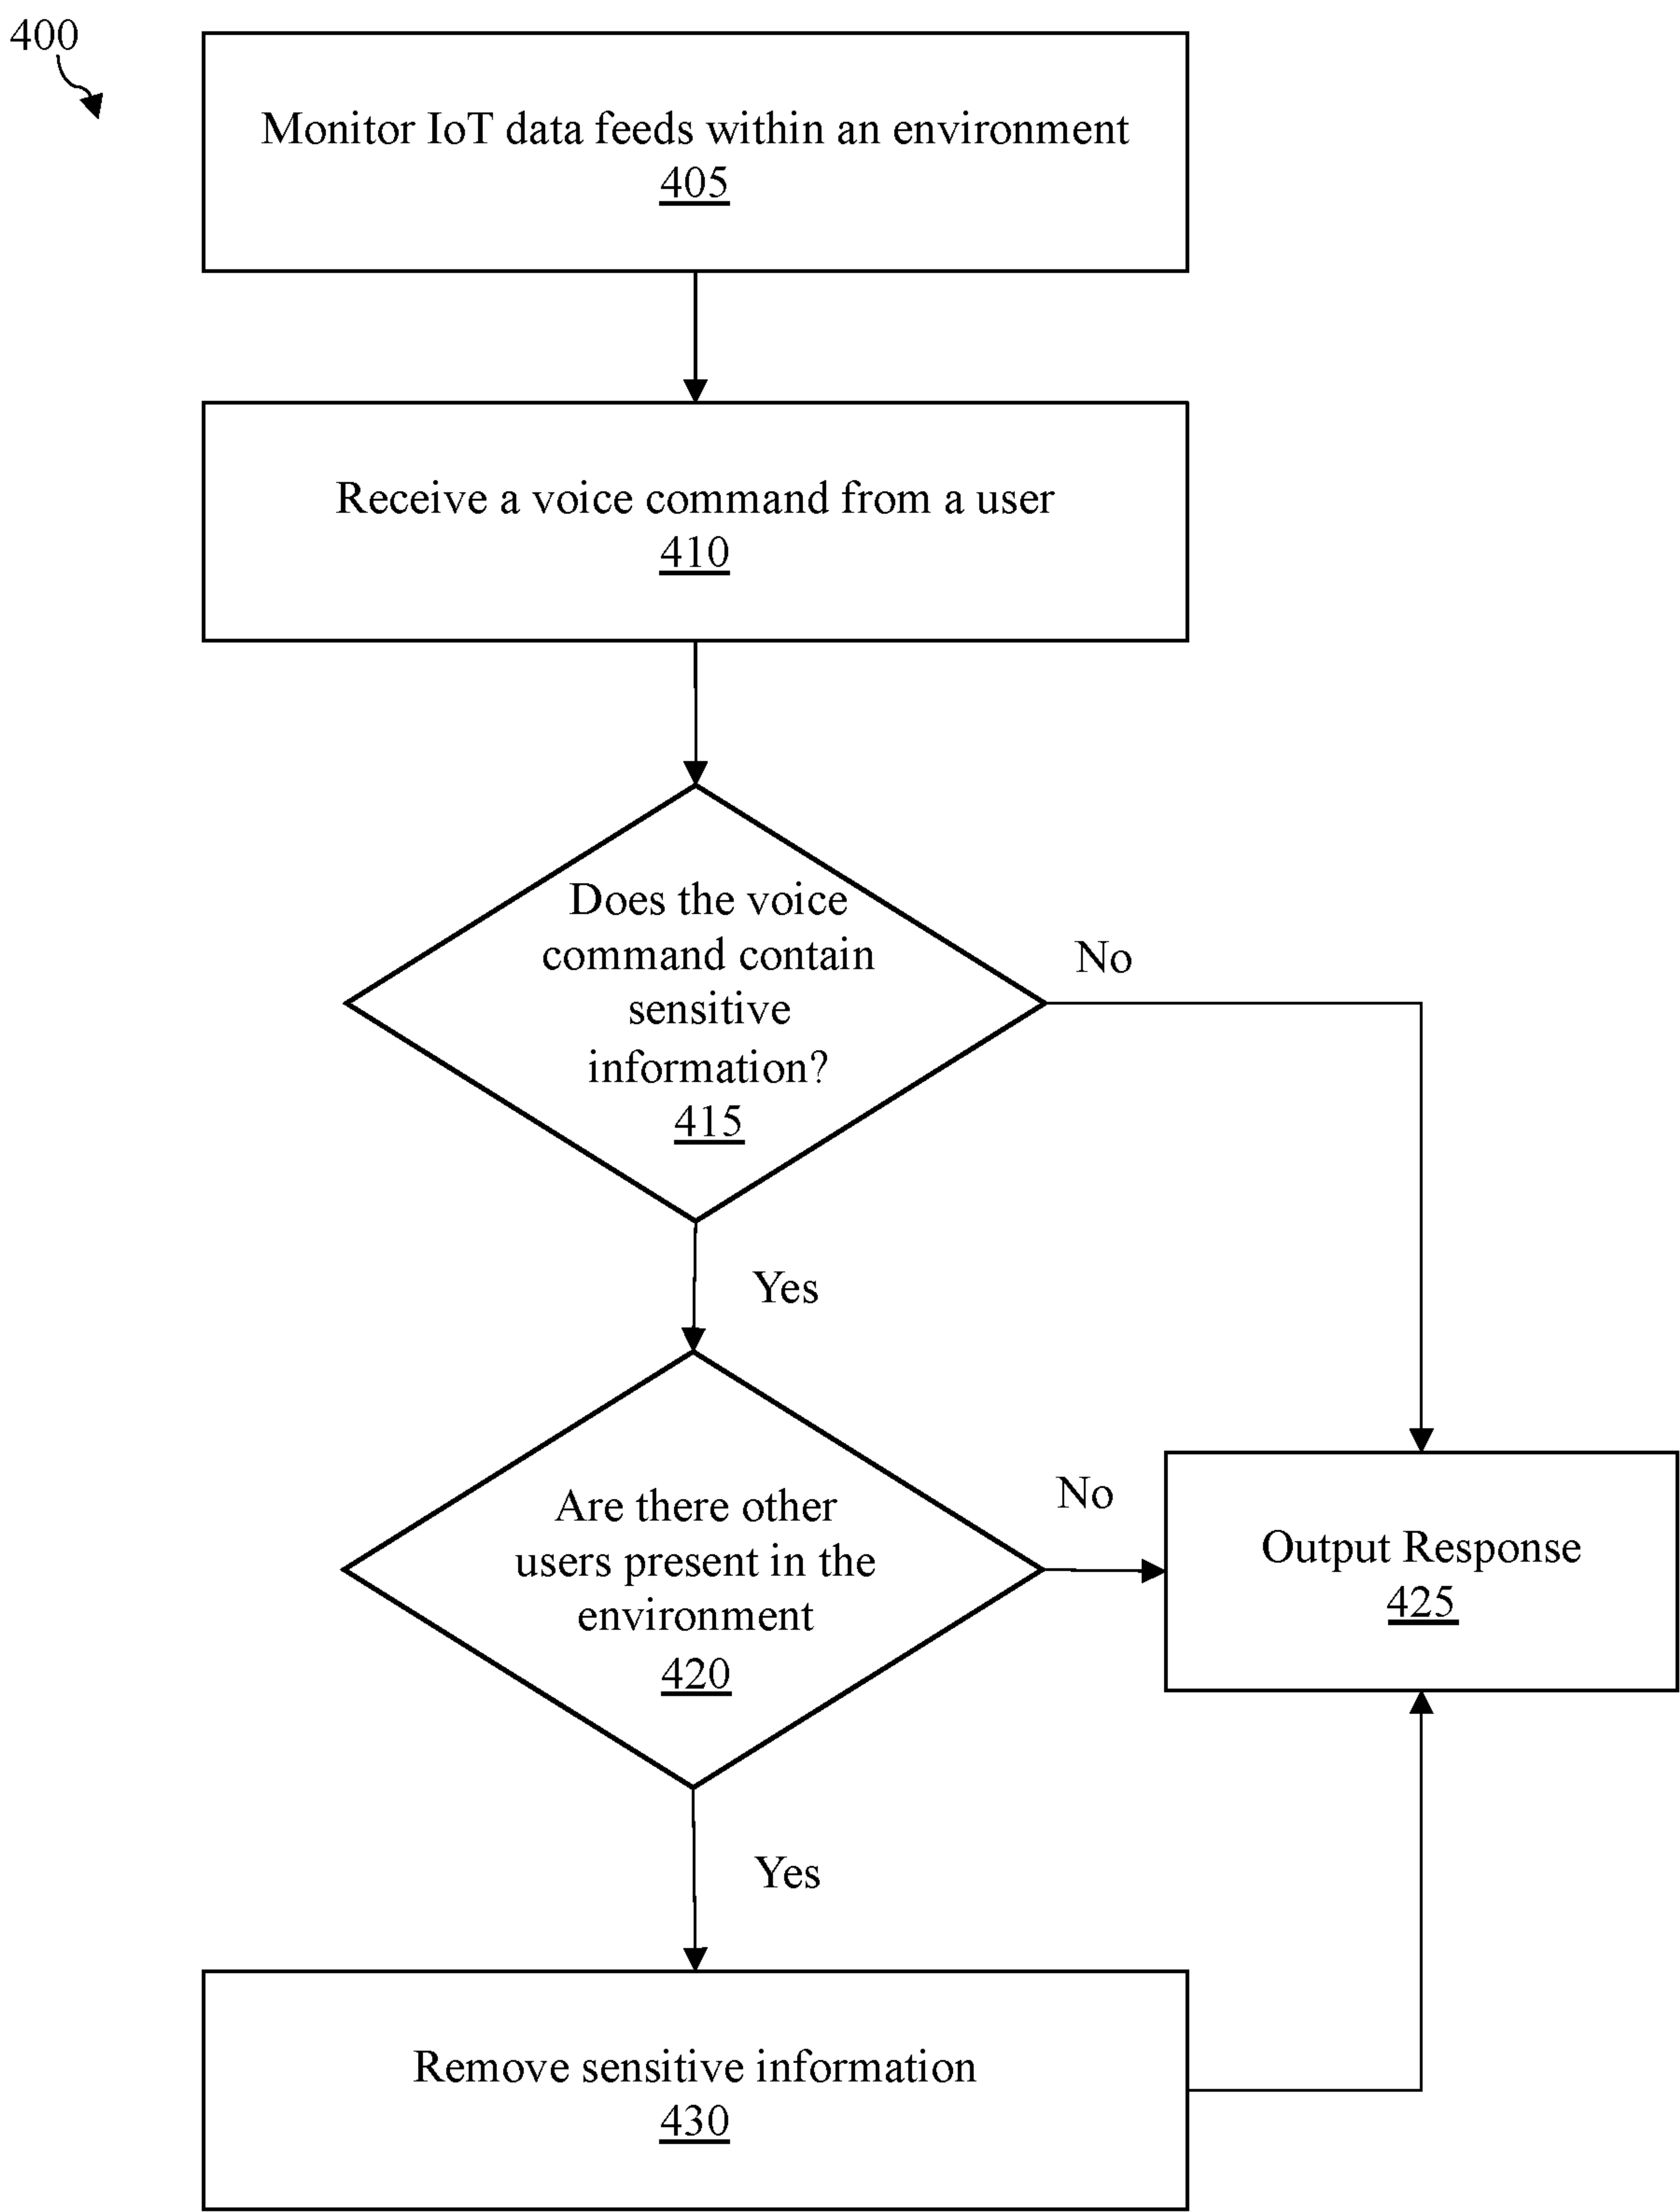 400
Monitor IoT data feeds within an environment
405
Receive a voice command from a user
410
Does the voice
command contain
sensitive
information?
415
No
Yes
Are there other
users present in the
environment
420
No
Output Response
425
Yes
Remove sensitive information
430